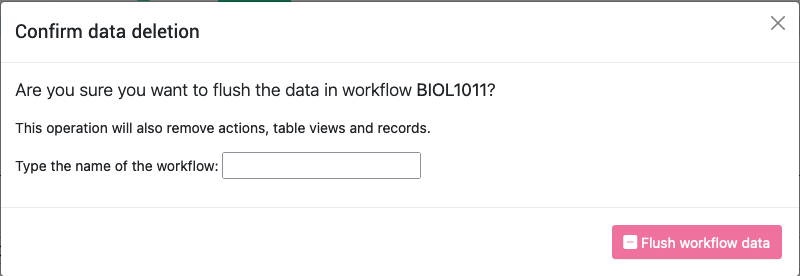 Confirm data deletion
Are you sure you want to flush the data in workflow BIOL1011?
This operation will also remove actions, table views and records.
Type the name of the workflow:
Flush workflow data